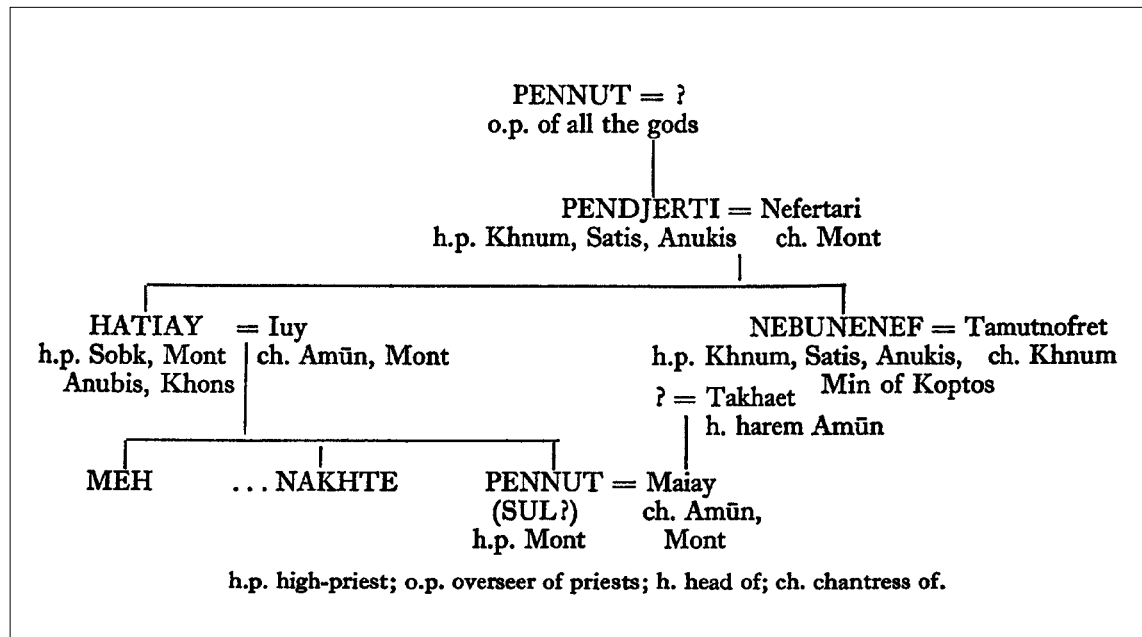 PENNUT = ?
o.p. of all the gods
PENDJERTI = Nefertari
h.p. Khnum, Satis, Anukis ch. Mont
HATIAY = Iuy NEBUNENEF = Tamutnofret
h.p. Sobk, Mont ch. Amūn, Mont h.p. Khnum, Satis, Anukis, ch. Khnum
Anubis, Khons Min of Koptos
? = Takhaet
h. harem Amūn
MEH ... NAKHTE PENNUT = Maiay
(SUL?) ch. Amūn,
h.p. Mont Mont
h.p. high-priest; o.p. overseer of priests; h. head of; ch. chantress of.